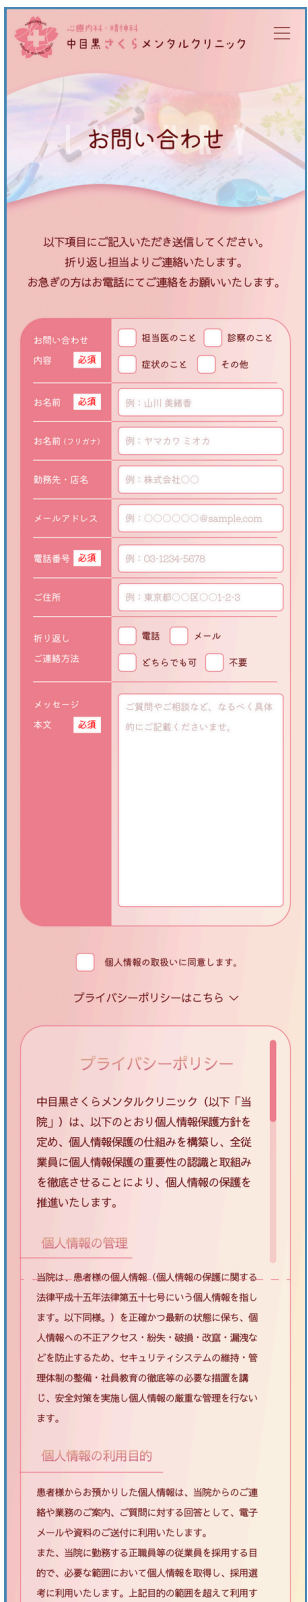 心療内科・精神科
中目黒さくらメンタルクリニック
INQUIRY
お問い合わせ
以下項目にご記入いただき送信してください。
折り返し担当よりご連絡いたします。
お急ぎの方はお電話にてご連絡をお願いいたします。
お問い合わせ
内容 必須
担当医のこと 診察のこと
症状のこと その他
お名前 必須
例：山川 美緒香
お名前 (フリガナ)
例：ヤマカワ ミオカ
勤務先・店名
例：株式会社〇〇
メールアドレス
例：〇〇〇〇〇〇@sample.com
電話番号 必須
例：03-1234-5678
ご住所
例：東京都〇〇区〇〇1-2-3
折り返し
ご連絡方法
電話 メール
どちらでも可 不要
メッセージ
本文 必須
ご質問やご相談など、なるべく具体
的にご記載くださいませ。
個人情報の取扱いに同意します。
プライバシーポリシーはこちら
プライバシーポリシー
中目黒さくらメンタルクリニック（以下「当
院」）は、以下のとおり個人情報保護方針を
定め、個人情報保護の仕組みを構築し、全従
業員に個人情報保護の重要性の認識と取組み
を徹底させることにより、個人情報の保護を
推進いたします。
個人情報の管理
当院は、患者様の個人情報（個人情報の保護に関する
法律平成十五年法律第五十七号にいう個人情報を指し
ます。以下同様。）を正確かつ最新の状態に保ち、個
人情報への不正アクセス・紛失・破損・改竄・漏洩な
どを防止するため、セキュリティシステムの維持・管
理体制の整備・社員教育の徹底等の必要な措置を講
じ、安全対策を実施し個人情報の厳重な管理を行ない
ます。
個人情報の利用目的
患者様からお預かりした個人情報は、当院からのご連
絡や業務のご案内、ご質問に対する回答として、電子
メールや資料のご送付に利用いたします。
また、当院に勤務する正職員等の従業員を採用する目
的で、必要な範囲において個人情報を取得し、採用選
考に利用いたします。上記目的の範囲を超えて利用す